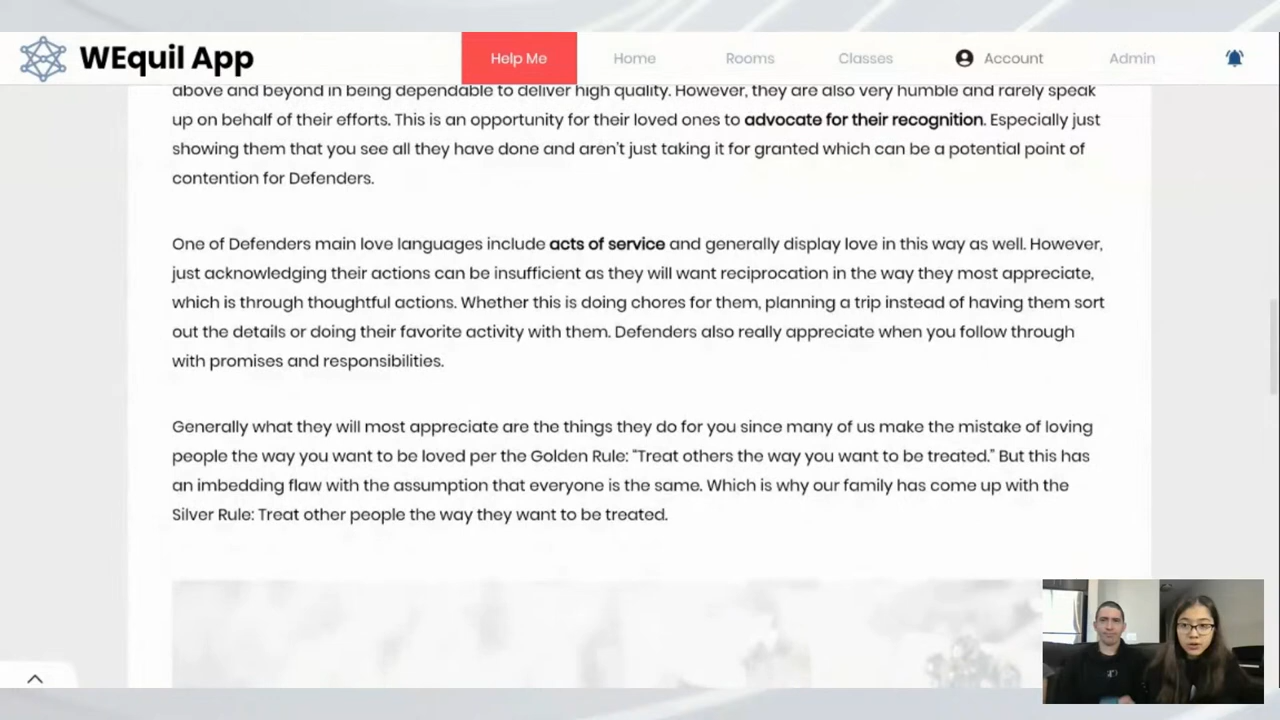 WEquil App
Help Me
Home
Rooms
Classes
Account
Admin
above and beyond in being dependable to deliver high quality. However, they are also very humble and rarely speak
up on behalf of their efforts. This is an opportunity for their loved ones to advocate for their recognition. Especially just
showing them that you see all they have done and aren't just taking it for granted which can be a potential point of
contention for Defenders.
One of Defenders main love languages include acts of service and generally display love in this way as well. However,
just acknowledging their actions can be insufficient as they will want reciprocation in the way they most appreciate,
which is through thoughtful actions. Whether this is doing chores for them, planning a trip instead of having them sort
out the details or doing their favorite activity with them. Defenders also really appreciate when you follow through
with promises and responsibilities.
Generally what they will most appreciate are the things they do for you since many of us make the mistake of loving
people the way you want to be loved per the Golden Rule: "Treat others the way you want to be treated." But this has
an imbedding flaw with the assumption that everyone is the same. Which is why our family has come up with the
Silver Rule: Treat other people the way they want to be treated.